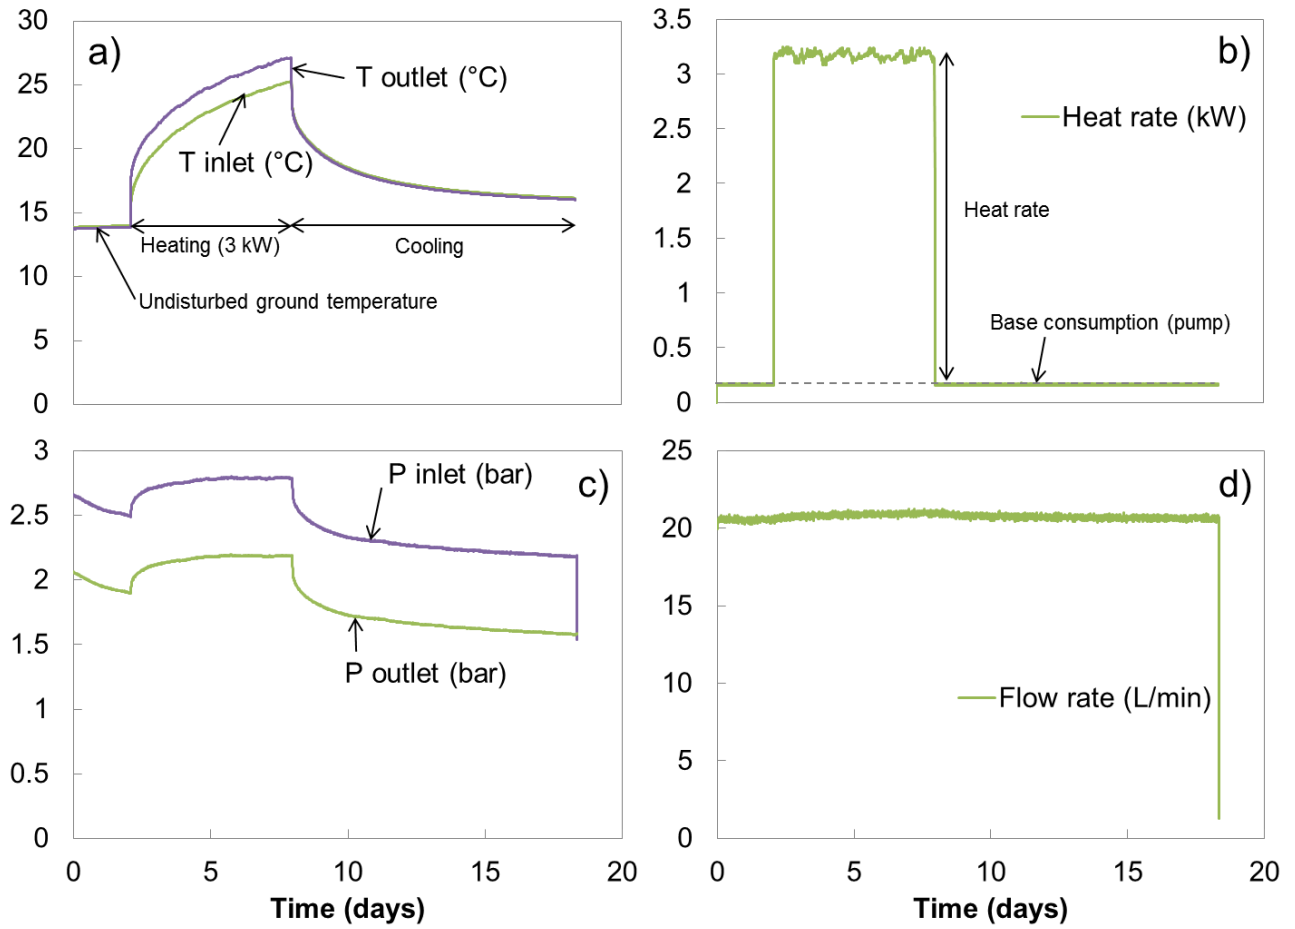 30
25
20
15
10
5
0
a)
T outlet (°C)
T inlet (°C)
Heating (3 kW)
Cooling
Undisturbed ground temperature
3.5
3
2.5
2
1.5
1
0.5
0
b)
Heat rate (kW)
Heat rate
Base consumption (pump)
3
2.5
2
1.5
1
0.5
0
c)
P inlet (bar)
P outlet (bar)
0 5 10 15 20
Time (days)
25
20
15
10
5
0
d)
Flow rate (L/min)
0 5 10 15 20
Time (days)